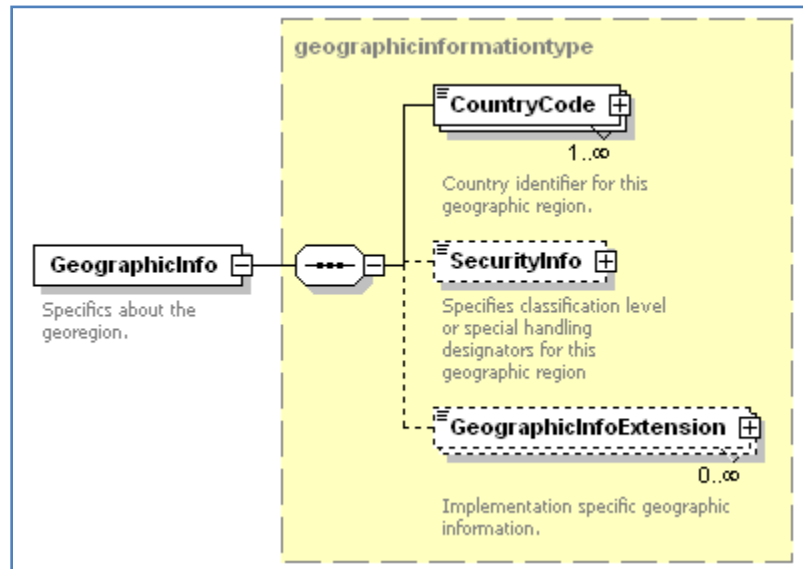 geographicinformationtype
CountryCode
1..∞
Country identifier for this
geographic region.
GeographicInfo
Specifics about the
georegion.
SecurityInfo
Specifies classification level
or special handling
designators for this
geographic region
GeographicInfoExtension
0..∞
Implementation specific geographic
information.